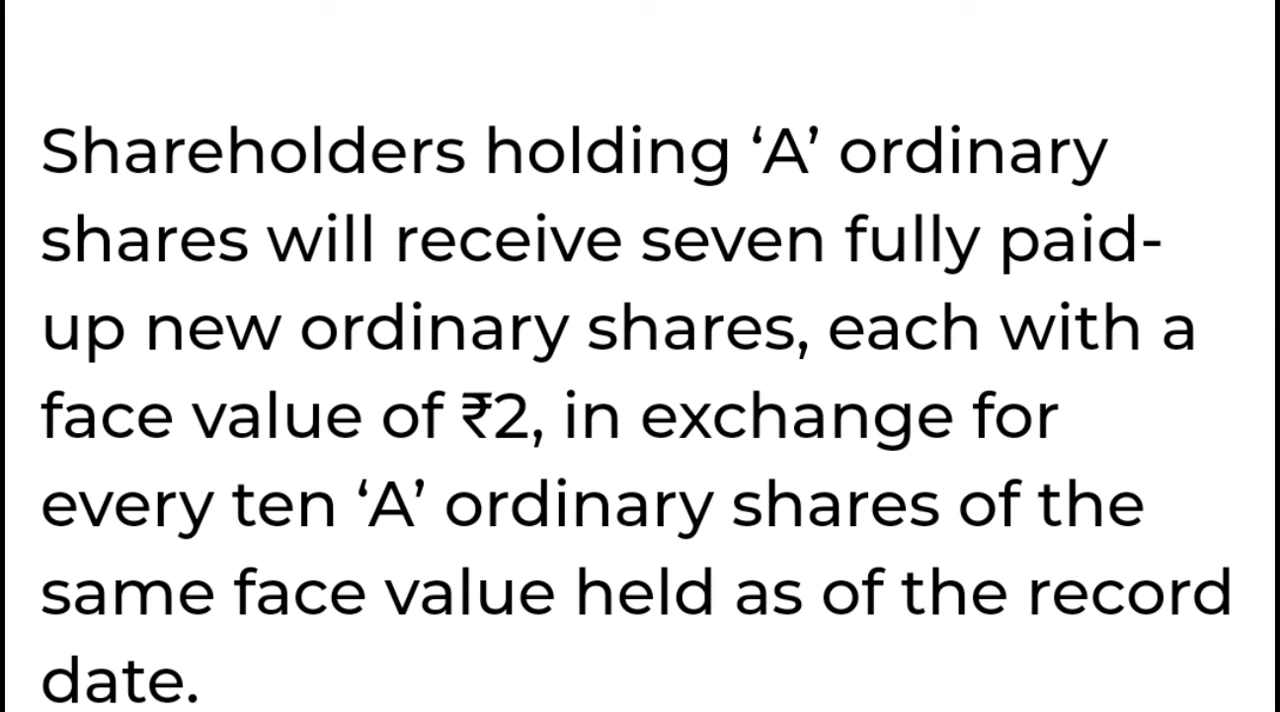 Shareholders holding ‘A’ ordinary
shares will receive seven fully paid-
up new ordinary shares, each with a
face value of ₹2, in exchange for
every ten ‘A’ ordinary shares of the
same face value held as of the record
date.